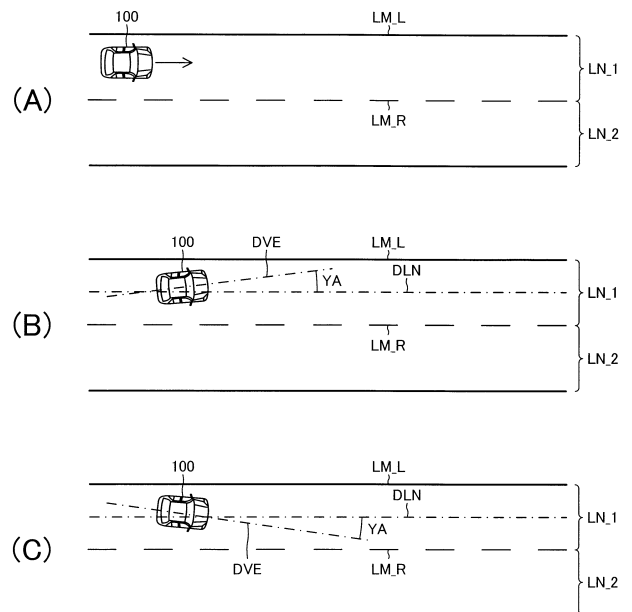 100
LM_L
LN_1
(A)
LM_R
LN_2
100
DVE
LM_L
DLN
YA
LN_1
(B)
LM_R
LN_2
100
LM_L
DLN
LN_1
YA
(C)
DVE
LM_R
LN_2